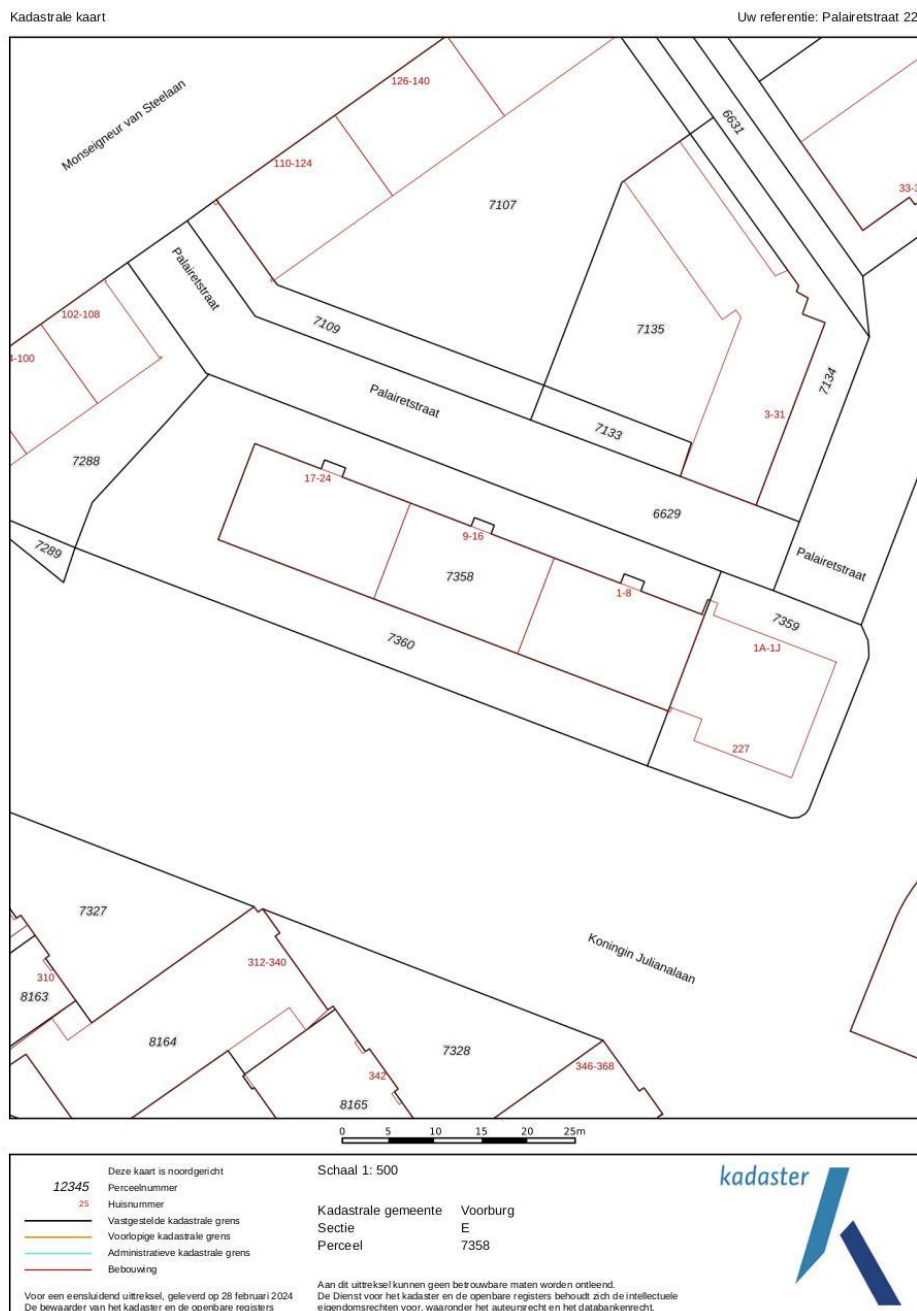 Kadastrale kaart
Uw referentie: Palairetstraat 22
Monseigneur van Steelaan
126-140
6631
110-124
33-3
7107
Palairetstraat
102-108
7109
7135
-100
7134
Palairetstraat
3-31
7133
7288
17-24
6629
9-16
7289
Palairetstraat
7358
1-8
7359
7360
1A-1J
227
7327
Koningin Julianalaan
312-340
310
8163
8164
7328
346-368
342
8165
0 5 10 15 20 25m
Deze kaart is noordgericht
12345 Perceelnummer
25 Huisnummer
Vastgestelde kadastrale grens
Voorlopige kadastrale grens
Administratieve kadastrale grens
Bebouwing
Voor een eensluidend uittreksel, geleverd op 28 februari 2024
De bewaarder van het kadaster en de openbare registers
Schaal 1: 500
Kadastrale gemeente Voorburg
Sectie E
Perceel 7358
Aan dit uittreksel kunnen geen betrouwbare maten worden ontleend.
De Dienst voor het kadaster en de openbare registers behoudt zich de intellectuele
eigendomsrechten voor, waaronder het auteursrecht en het databankenrecht.
kadaster